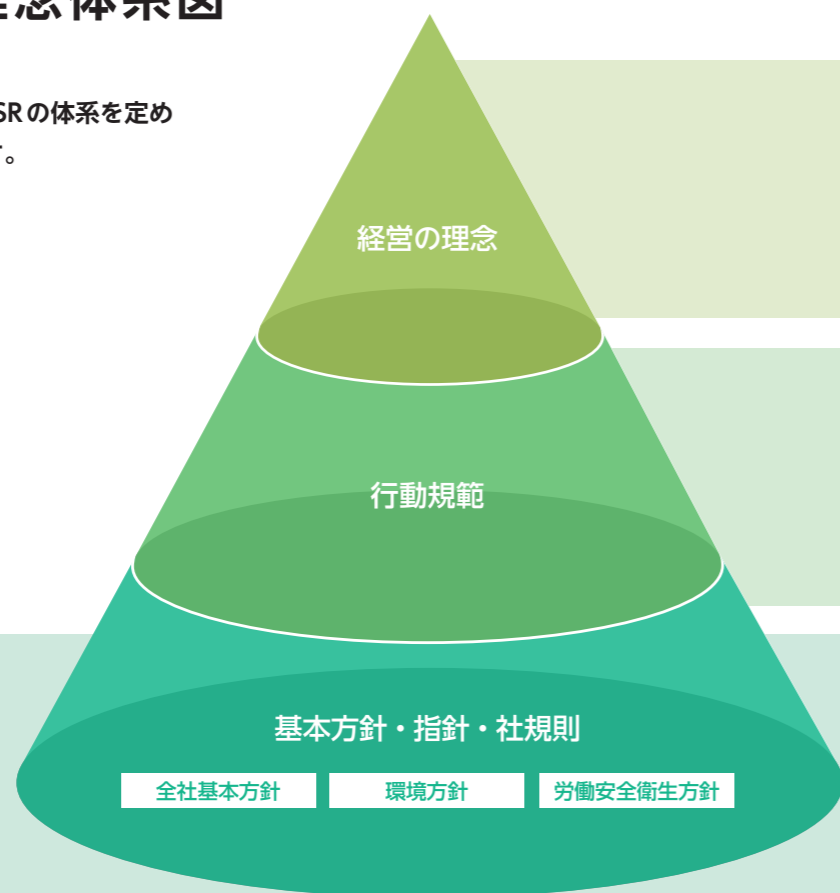 理念体系図
SRの体系を定め
。
経営の理念
行動規範
基本方針・指針・社規則
全社基本方針
環境方針
労働安全衛生方針